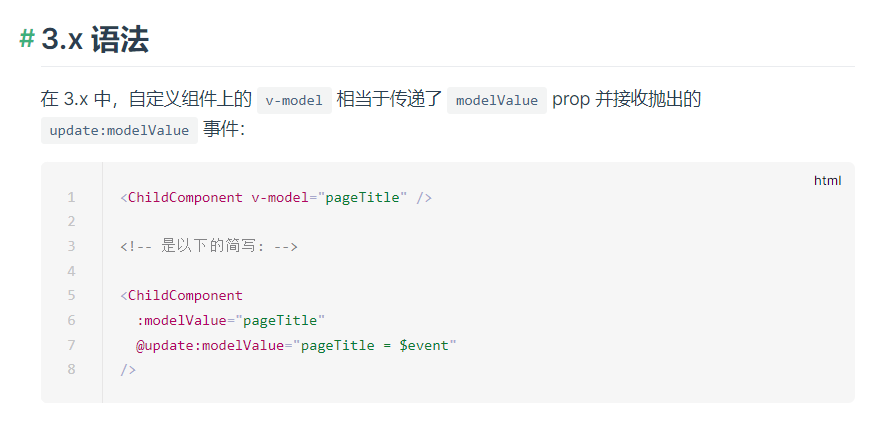 # 3.x 语法
在 3.x 中，自定义组件上的 v-model 相当于传递了 modelValue prop 并接收抛出的
update:modelValue 事件：
html
1 <ChildComponent v-model="pageTitle" />
2
3 <!-- 是以下的简写: -->
4
5 <ChildComponent
6   :modelValue="pageTitle"
7   @update:modelValue="pageTitle = $event"
8 />